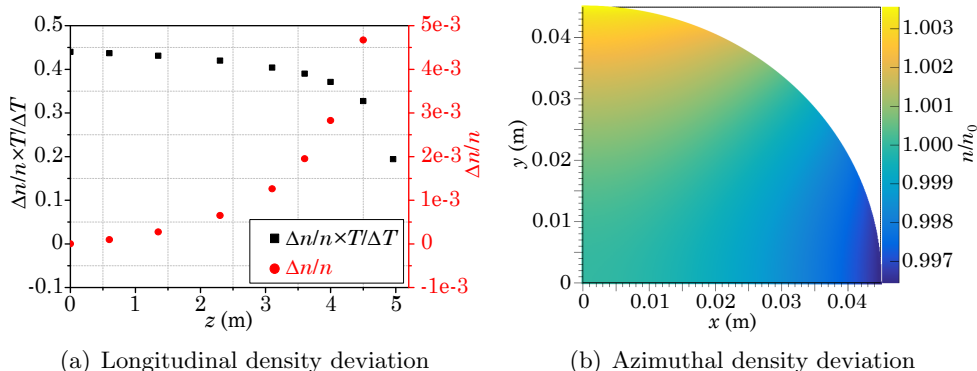 0.5
0.4
0.3
0.2
0.1
0
-0.1
Δn/n×T/ΔT
0 1 2 3 4 5
z (m)
5e-3
4e-3
3e-3
2e-3
1e-3
0
-1e-3
Δn/n
Δn/n×T/ΔT
Δn/n
(a) Longitudinal density deviation
0.04
0.03
0.02
0.01
0
y (m)
0 0.01 0.02 0.03 0.04
x (m)
1.003
1.002
1.001
1.000
0.999
0.998
0.997
n/n₀
(b) Azimuthal density deviation